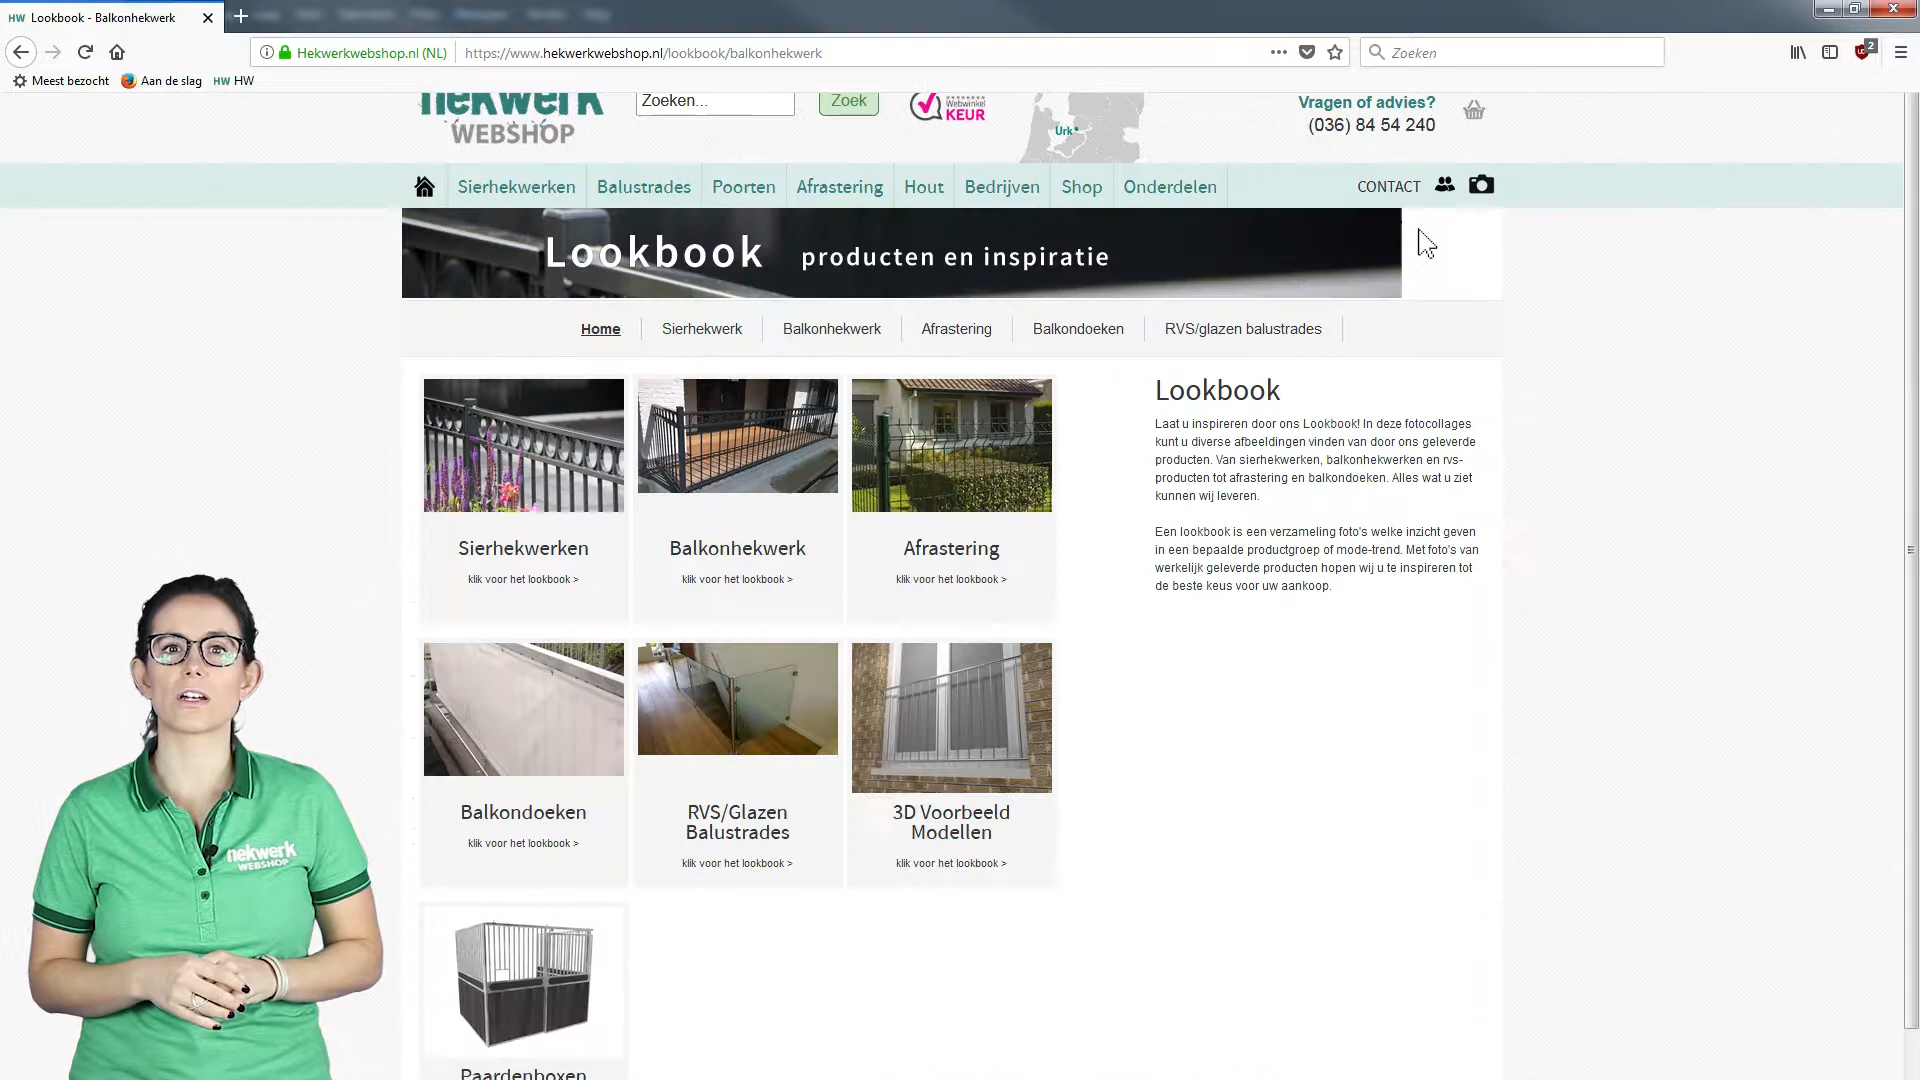 HW Lookbook - Balkonhekwerk
Hekwerkwebshop.nl (NL)
https://www.hekwerkwebshop.nl/lookbook/balkonhekwerk
Zoeken
2
Meest bezocht
Aan de slag
HW HW
hekwerk
WEBSHOP
Zoeken...
Zoek
Webwinkel
KEUR
Urk
Vragen of advies?
(036) 84 54 240
Sierhekwerken
Balustrades
Poorten
Afrastering
Hout
Bedrijven
Shop
Onderdelen
CONTACT
Lookbook producten en inspiratie
Home
Sierhekwerk
Balkonhekwerk
Afrastering
Balkondoeken
RVS/glazen balustrades
Sierhekwerken
klik voor het lookbook >
Balkonhekwerk
klik voor het lookbook >
Afrastering
klik voor het lookbook >
Lookbook
Laat u inspireren door ons Lookbook! In deze fotocollages
kunt u diverse afbeeldingen vinden van door ons geleverde
producten. Van sierhekwerken, balkonhekwerken en rvs-
producten tot afrastering en balkondoeken. Alles wat u ziet
kunnen wij leveren.
Een lookbook is een verzameling foto's welke inzicht geven
in een bepaalde productgroep of mode-trend. Met foto's van
werkelijk geleverde producten hopen wij u te inspireren tot
de beste keus voor uw aankoop.
Balkondoeken
klik voor het lookbook >
RVS/Glazen
Balustrades
klik voor het lookbook >
3D Voorbeeld
Modellen
klik voor het lookbook >
Paardenboxen
hekwerk
WEBSHOP